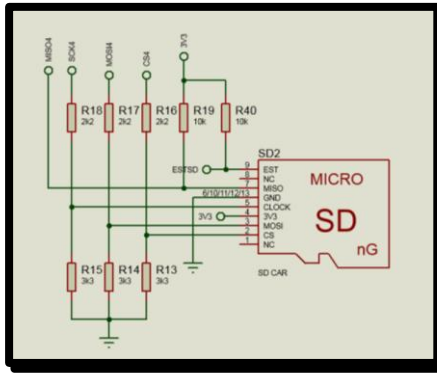 MISO4
SCK4
MOSI4
CS4
3V3
R18
2k2
R17
2k2
R16
2k2
R19
10k
R40
10k
SD2
ESTSD
9 EST
8 NC
7 MISO
6/10/11/12/13 GND
5 CLOCK
3V3
4 3V3
3 MOSI
2 CS
1 NC
MICRO
SD
nG
SD CAR
R15
3k3
R14
3k3
R13
3k3